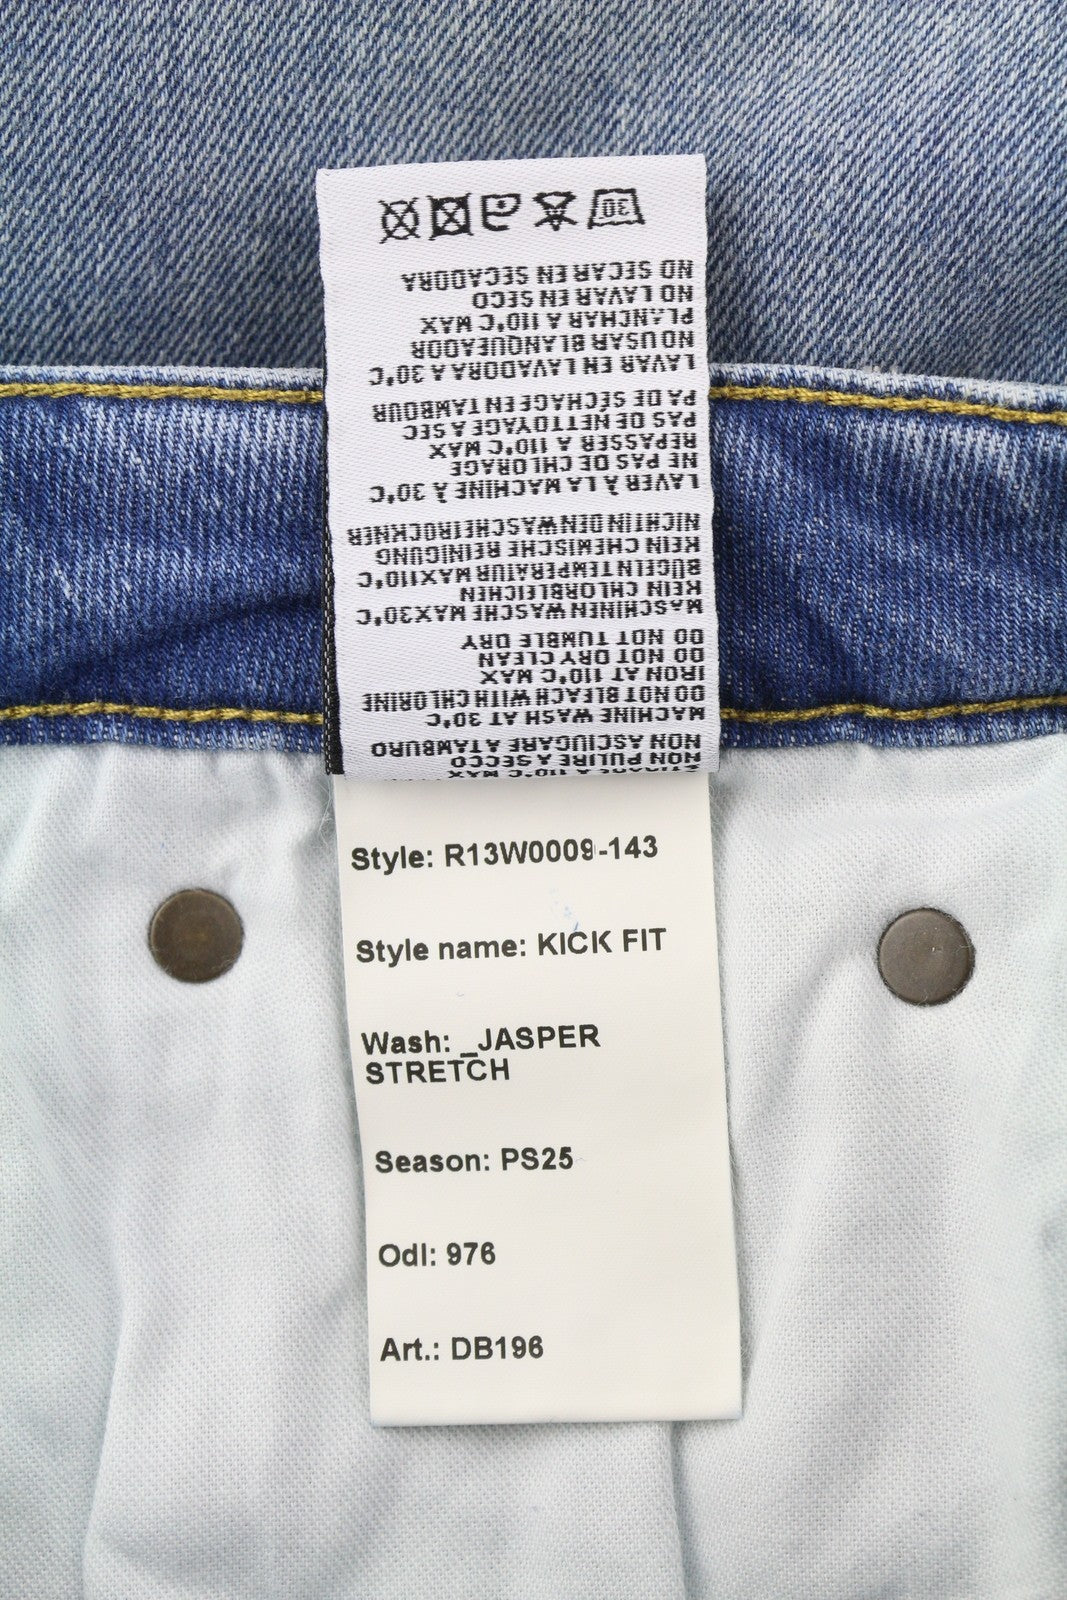 STIRARE A 110°C MAX
NON PULIRE A SECCO
NON ASCIUGARE A TAMBURO
MACHINE WASH AT 30°C
DO NOT BLEACH WITH CHLORINE
IRON AT 110°C MAX
DO NOT DRY CLEAN
DO NOT TUMBLE DRY
MASCHINEN WASCHE MAX30°C
KEIN CHLORBLEICHEN
BÜGELN TEMPERATUR MAX110°C
KEIN CHEMISCHE REINIGUNG
NICHT IN DEN WASCHETROCKNER
LAVER À LA MACHINE À 30°C
NE PAS DE CHLORAGE
REPASSER A 110°C MAX
PAS DE NETTOYAGE A SEC
PA DE SÉCHAGE EN TAMBOUR
LAVAR EN LAVADORA A 30°C
NO USAR BLANQUEADOR
PLANCHAR A 110°C MAX
NO LAVAR EN SECO
NO SECAR EN SECADORA
30
Style: R13W0009-143
Style name: KICK FIT
Wash: _JASPER
STRETCH
Season: PS25
Odl: 976
Art.: DB196